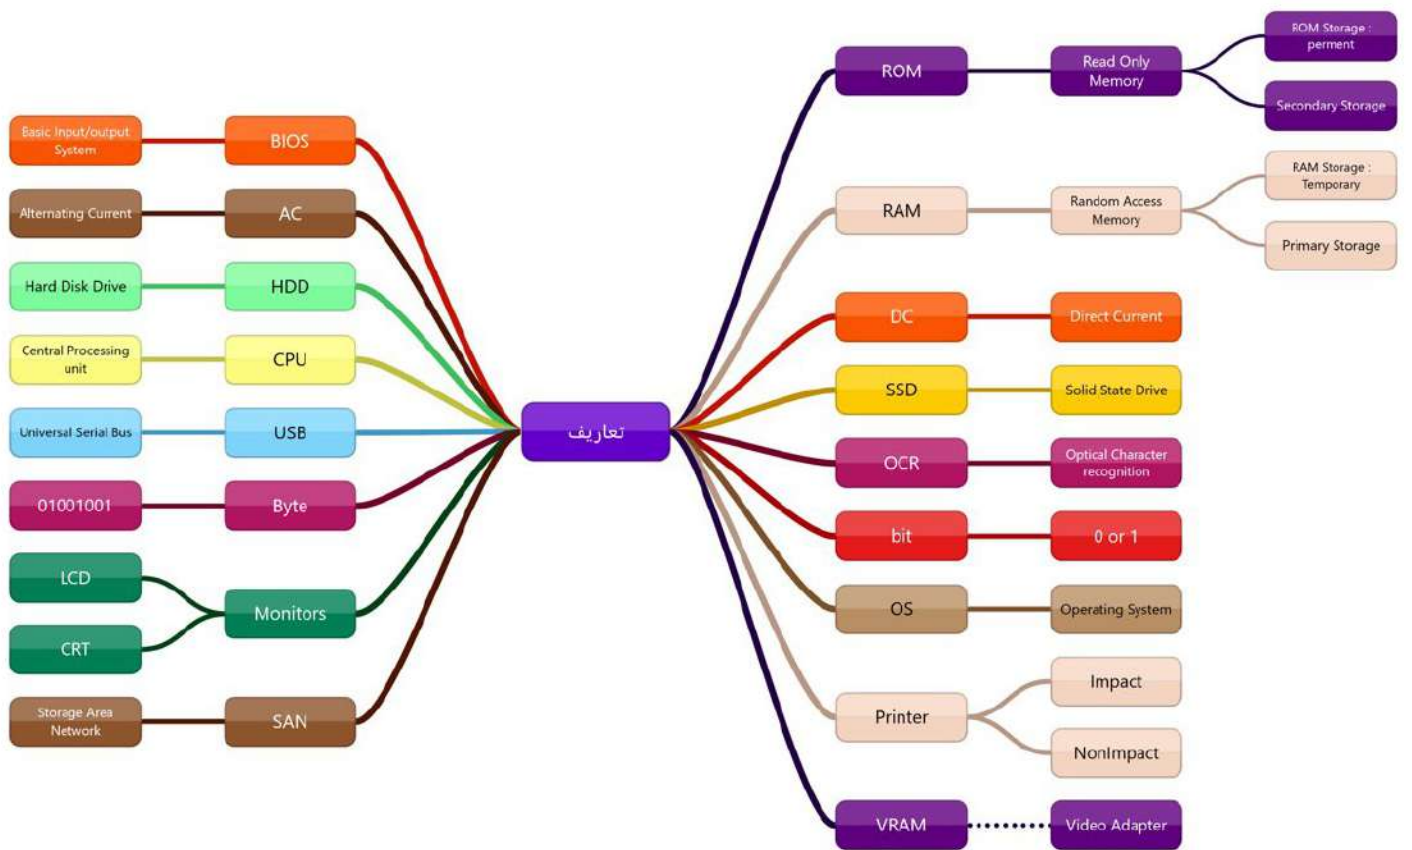 تعاريف
BIOS
Basic Input/output
System
AC
Alternating Current
HDD
Hard Disk Drive
CPU
Central Processing
unit
USB
Universal Serial Bus
Byte
01001001
Monitors
LCD
CRT
SAN
Storage Area
Network
ROM
Read Only
Memory
ROM Storage :
perment
Secondary Storage
RAM
Random Access
Memory
RAM Storage :
Temporary
Primary Storage
DC
Direct Current
SSD
Solid State Drive
OCR
Optical Character
recognition
bit
0 or 1
OS
Operating System
Printer
Impact
NonImpact
VRAM
Video Adapter